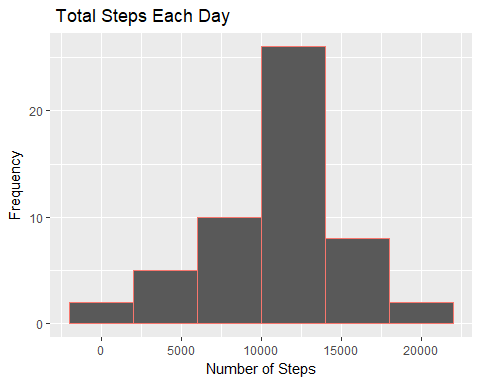 Total Steps Each Day
20
10
0
Frequency
0 5000 10000 15000 20000
Number of Steps